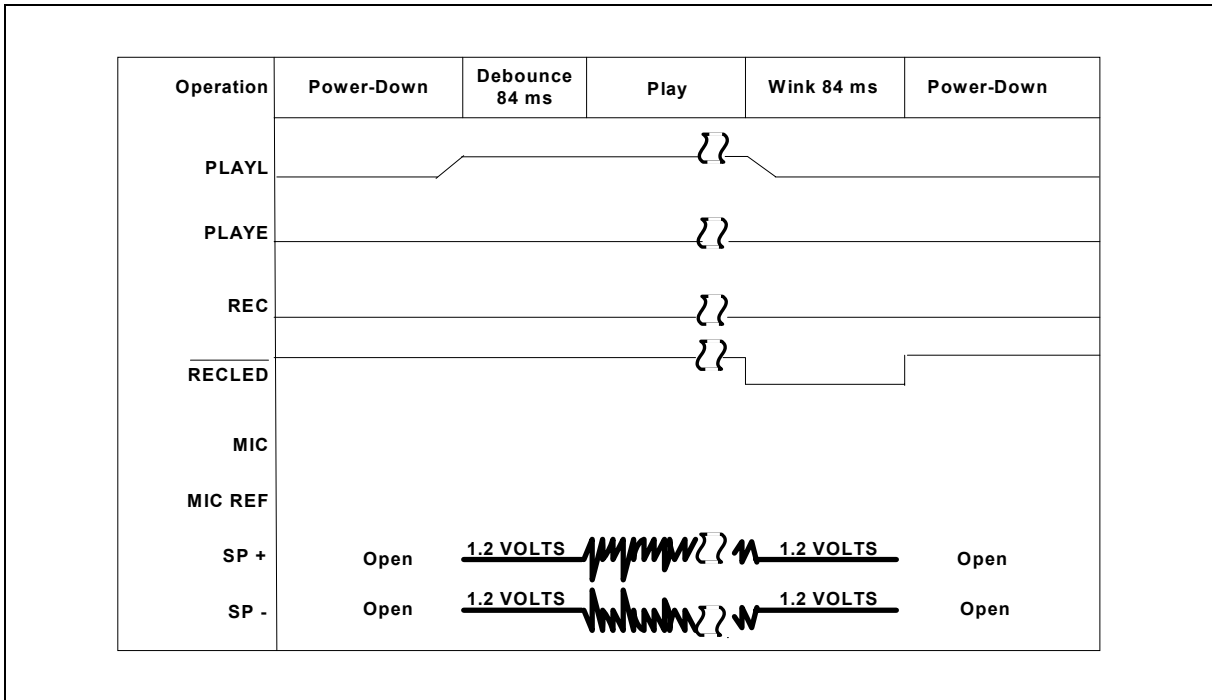 Operation Power-Down Debounce 84 ms Play Wink 84 ms Power-Down
PLAYL
PLAYE
REC
RECLED
MIC
MIC REF
SP + Open 1.2 VOLTS 1.2 VOLTS Open
SP - Open 1.2 VOLTS 1.2 VOLTS Open